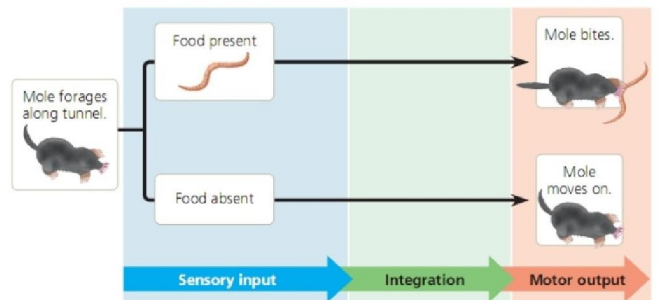 Mole forages
along tunnel.
Food present
Food absent
Mole bites.
Mole
moves on.
Sensory input
Integration
Motor output